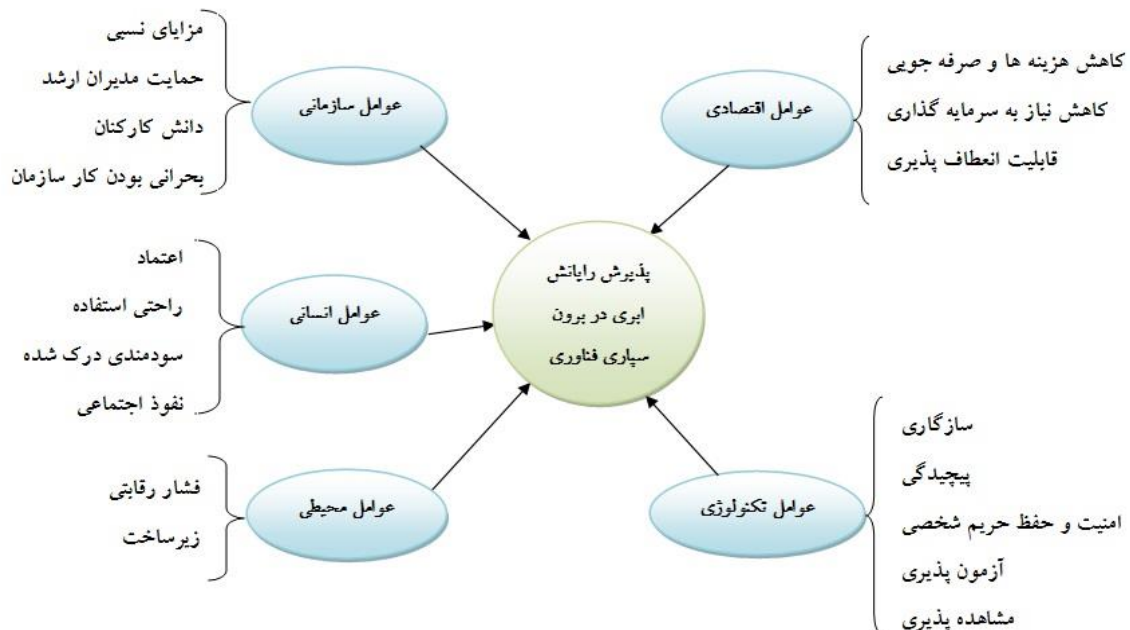 کاهش هزینه ها و صرفه جویی
کاهش نیاز به سرمایه گذاری
قابلیت انعطاف پذیری
عوامل اقتصادی
مزایای نسبی
حمایت مدیران ارشد
دانش کارکنان
بحرانی بودن کار سازمان
عوامل سازمانی
پذیرش رایانش
ابری در برون
سپاری فناوری
اعتماد
راحتی استفاده
سودمندی درک شده
نفوذ اجتماعی
عوامل انسانی
سازگاری
پیچیدگی
امنیت و حفظ حریم شخصی
آزمون پذیری
مشاهده پذیری
عوامل تکنولوژی
فشار رقابتی
زیرساخت
عوامل محیطی